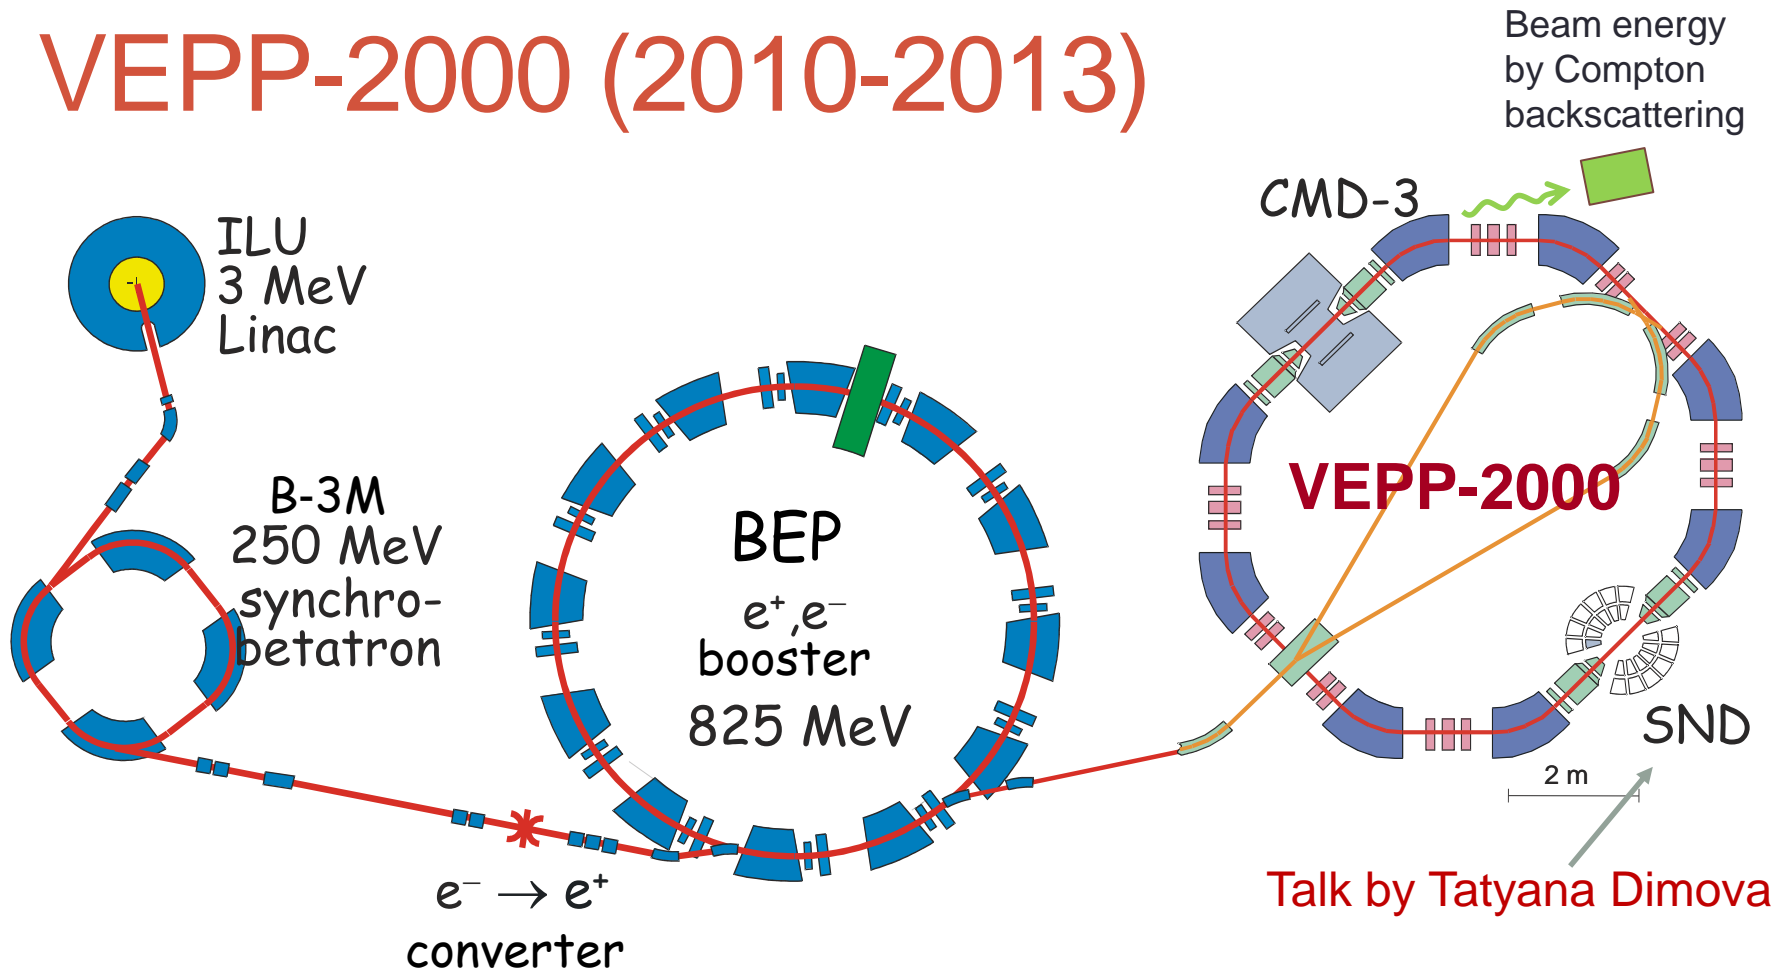 VEPP-2000 (2010-2013)
Beam energy
by Compton
backscattering
CMD-3
ILU
3 MeV
Linac
B-3M
250 MeV
synchro-
betatron
BEP
e⁺,e⁻
booster
825 MeV
VEPP-2000
SND
2 m
Talk by Tatyana Dimova
e⁻ → e⁺
converter